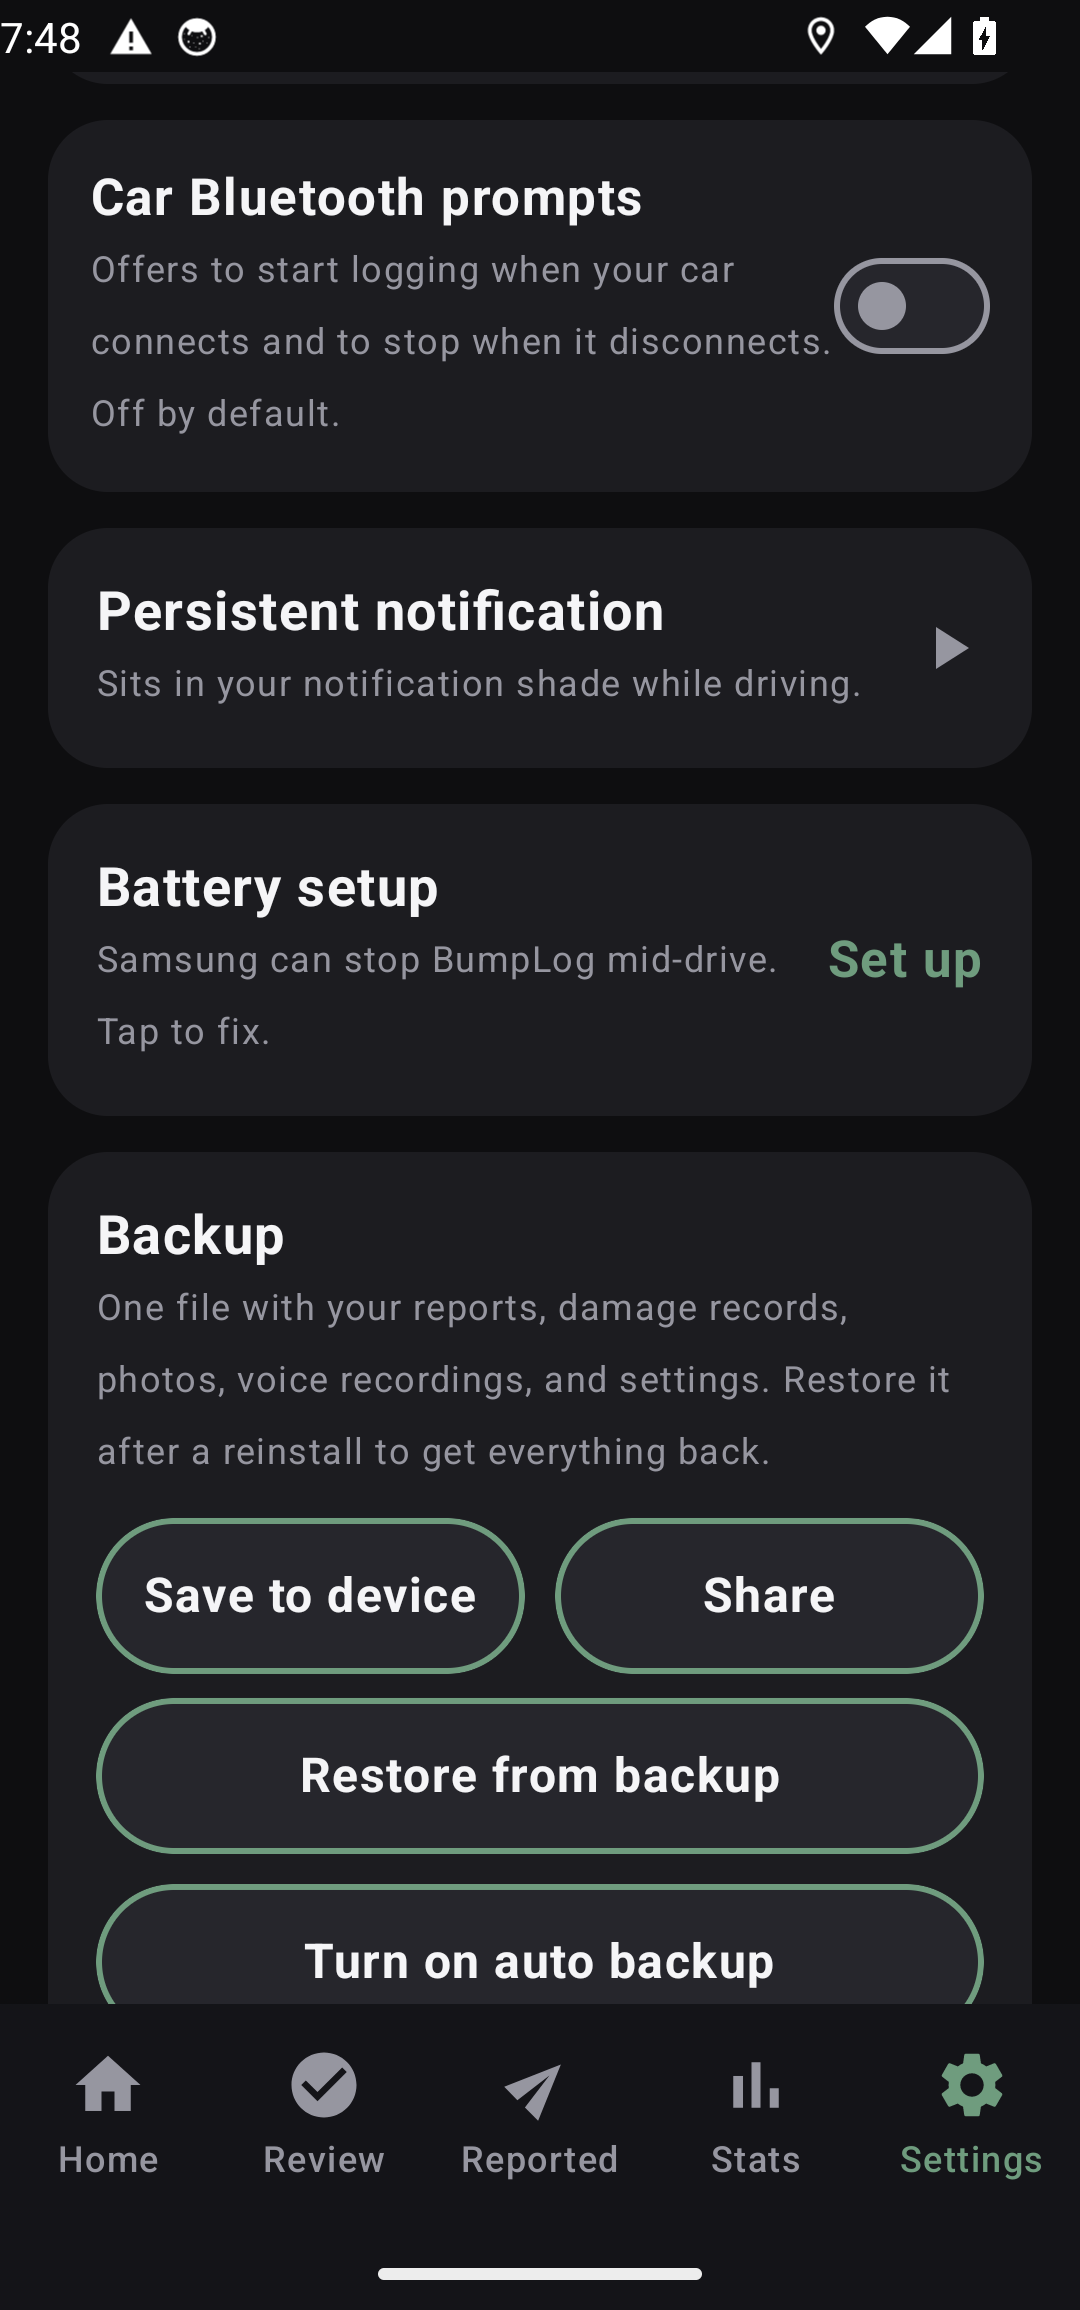 7:48
Car Bluetooth prompts
Offers to start logging when your car
connects and to stop when it disconnects.
Off by default.
Persistent notification
Sits in your notification shade while driving.
Battery setup
Samsung can stop BumpLog mid-drive.
Tap to fix.
Set up
Backup
One file with your reports, damage records,
photos, voice recordings, and settings. Restore it
after a reinstall to get everything back.
Save to device
Share
Restore from backup
Turn on auto backup
Home
Review
Reported
Stats
Settings